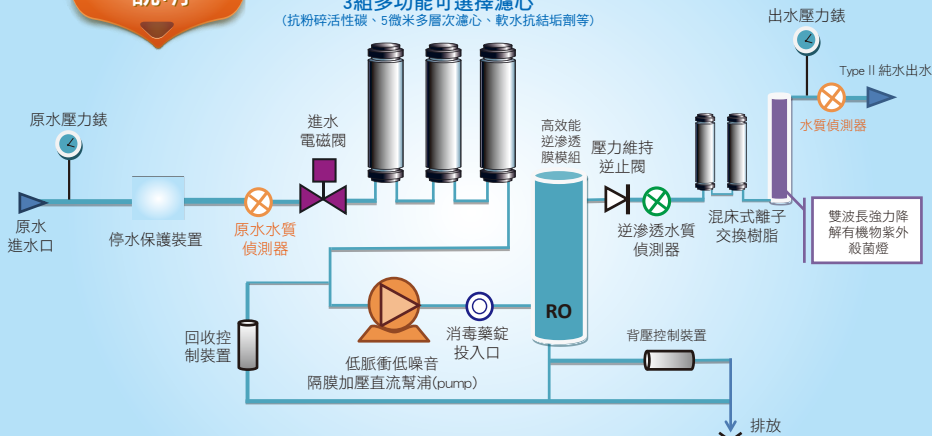 說明
3組多功能可選擇濾心
（抗粉碎活性碳、5微米多層次濾心、軟水抗結垢劑等）
出水壓力錶
Type II 純水出水
水質偵測器
原水壓力錶
進水
電磁閥
高效能
逆滲透
膜模組
壓力維持
逆止閥
原水
進水口
停水保護裝置
原水水質
偵測器
逆滲透水質
偵測器
混床式離子
交換樹脂
雙波長強力降
解有機物紫外
殺菌燈
RO
回收控
制裝置
消毒藥錠
投入口
背壓控制裝置
低脈衝低噪音
隔膜加壓直流幫浦(pump)
排放